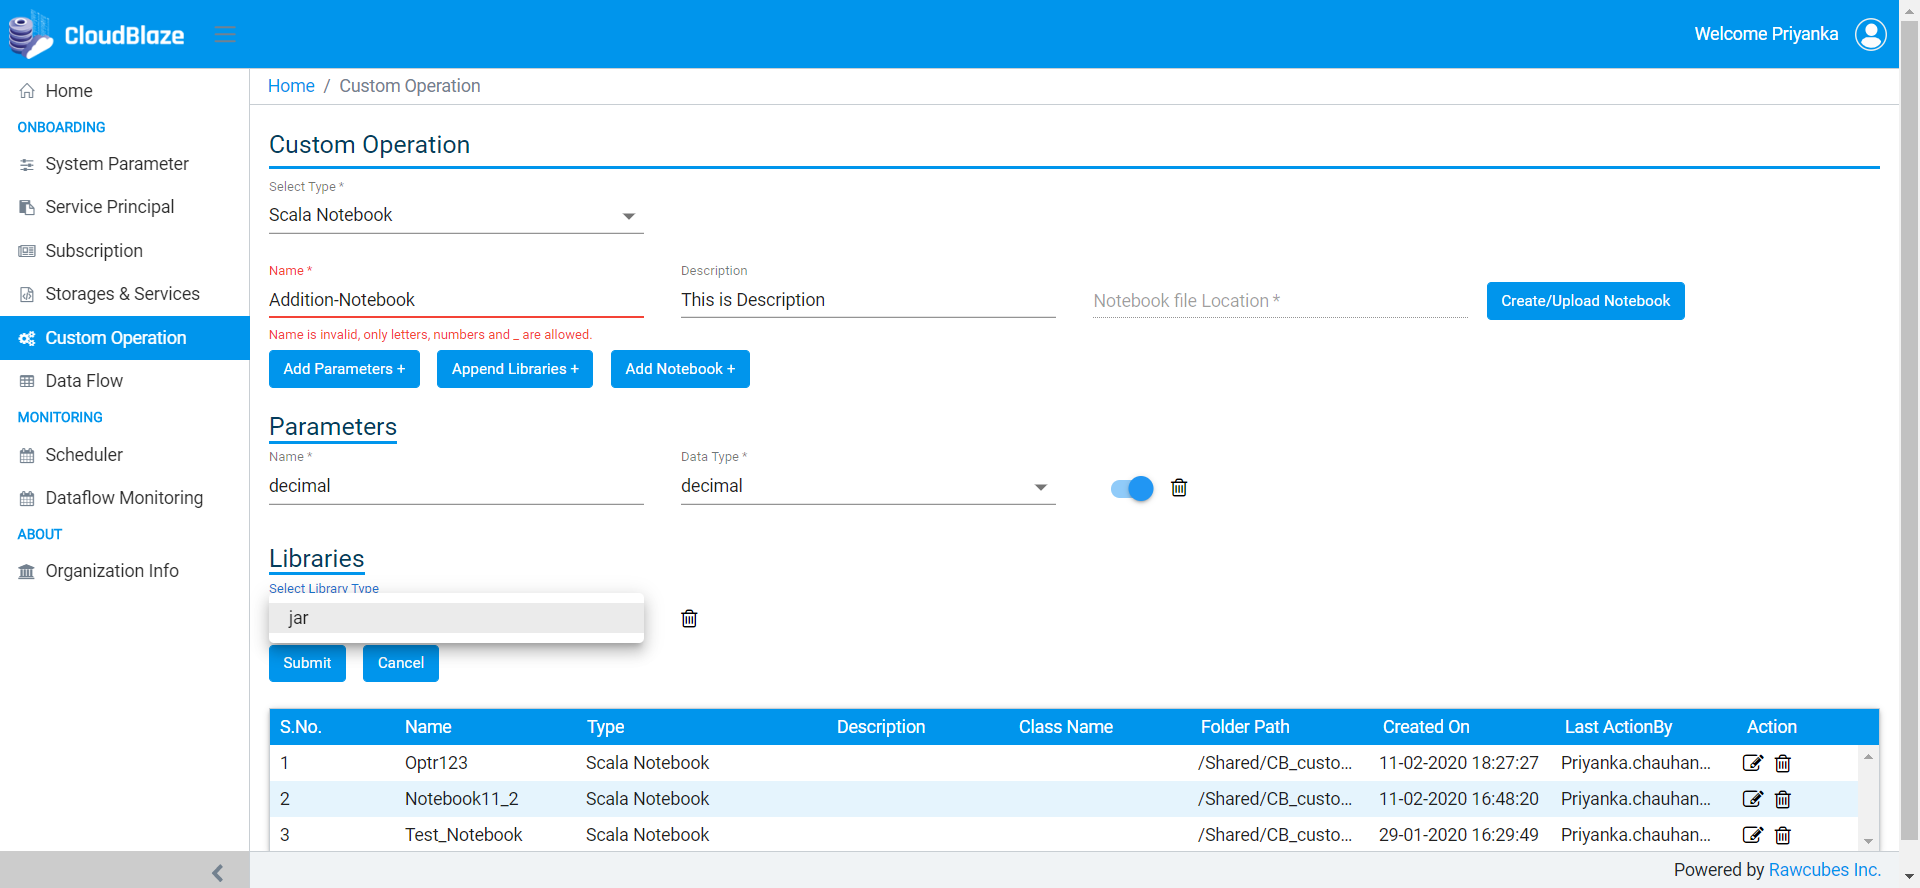 CloudBlaze
Welcome Priyanka
Home
ONBOARDING
System Parameter
Service Principal
Subscription
Storages & Services
Custom Operation
Data Flow
MONITORING
Scheduler
Dataflow Monitoring
ABOUT
Organization Info
Home / Custom Operation
Custom Operation
Select Type *
Scala Notebook
Name * Description
Addition-Notebook This is Description Notebook file Location * Create/Upload Notebook
Name is invalid, only letters, numbers and _ are allowed.
Add Parameters + Append Libraries + Add Notebook +
Parameters
Name * Data Type *
decimal decimal
Libraries
Select Library Type
jar
Submit Cancel
S.No. Name Type Description Class Name Folder Path Created On Last ActionBy Action
1 Optr123 Scala Notebook /Shared/CB_custo... 11-02-2020 18:27:27 Priyanka.chauhan...
2 Notebook11_2 Scala Notebook /Shared/CB_custo... 11-02-2020 16:48:20 Priyanka.chauhan...
3 Test_Notebook Scala Notebook /Shared/CB_custo... 29-01-2020 16:29:49 Priyanka.chauhan...
Powered by Rawcubes Inc.